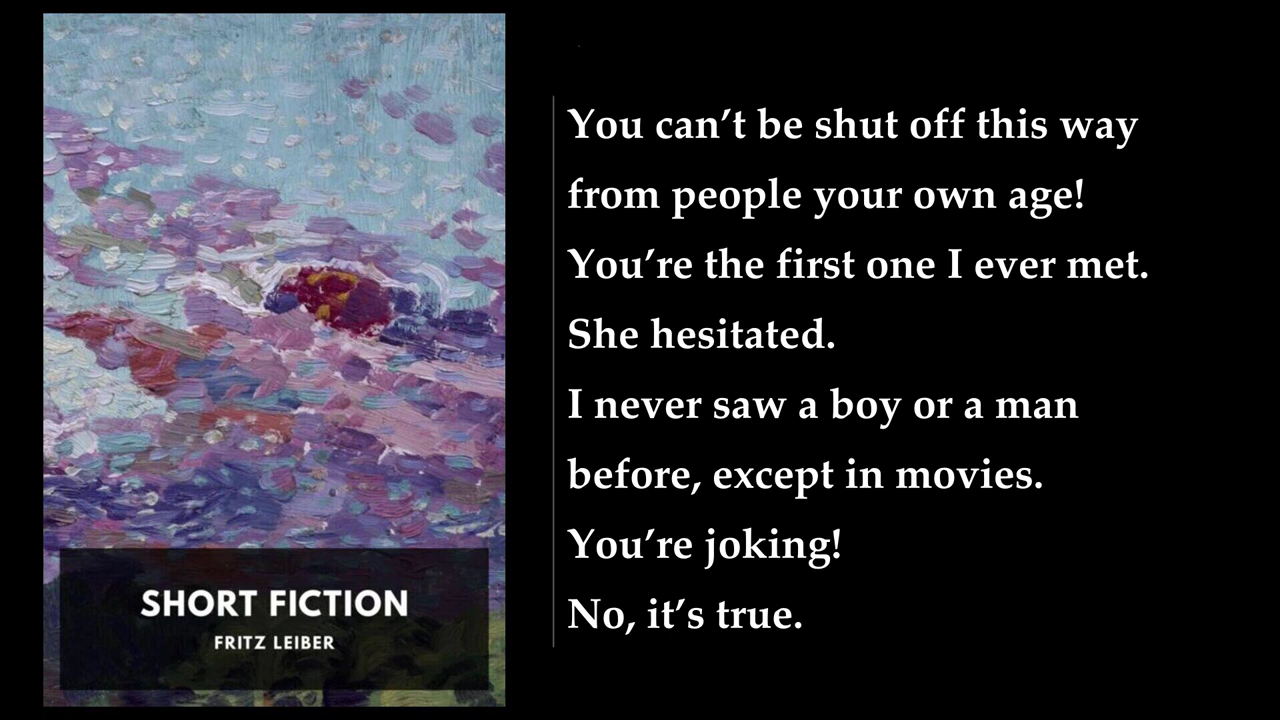 SHORT FICTION
FRITZ LEIBER
You can’t be shut off this way
from people your own age!
You’re the first one I ever met.
She hesitated.
I never saw a boy or a man
before, except in movies.
You’re joking!
No, it’s true.